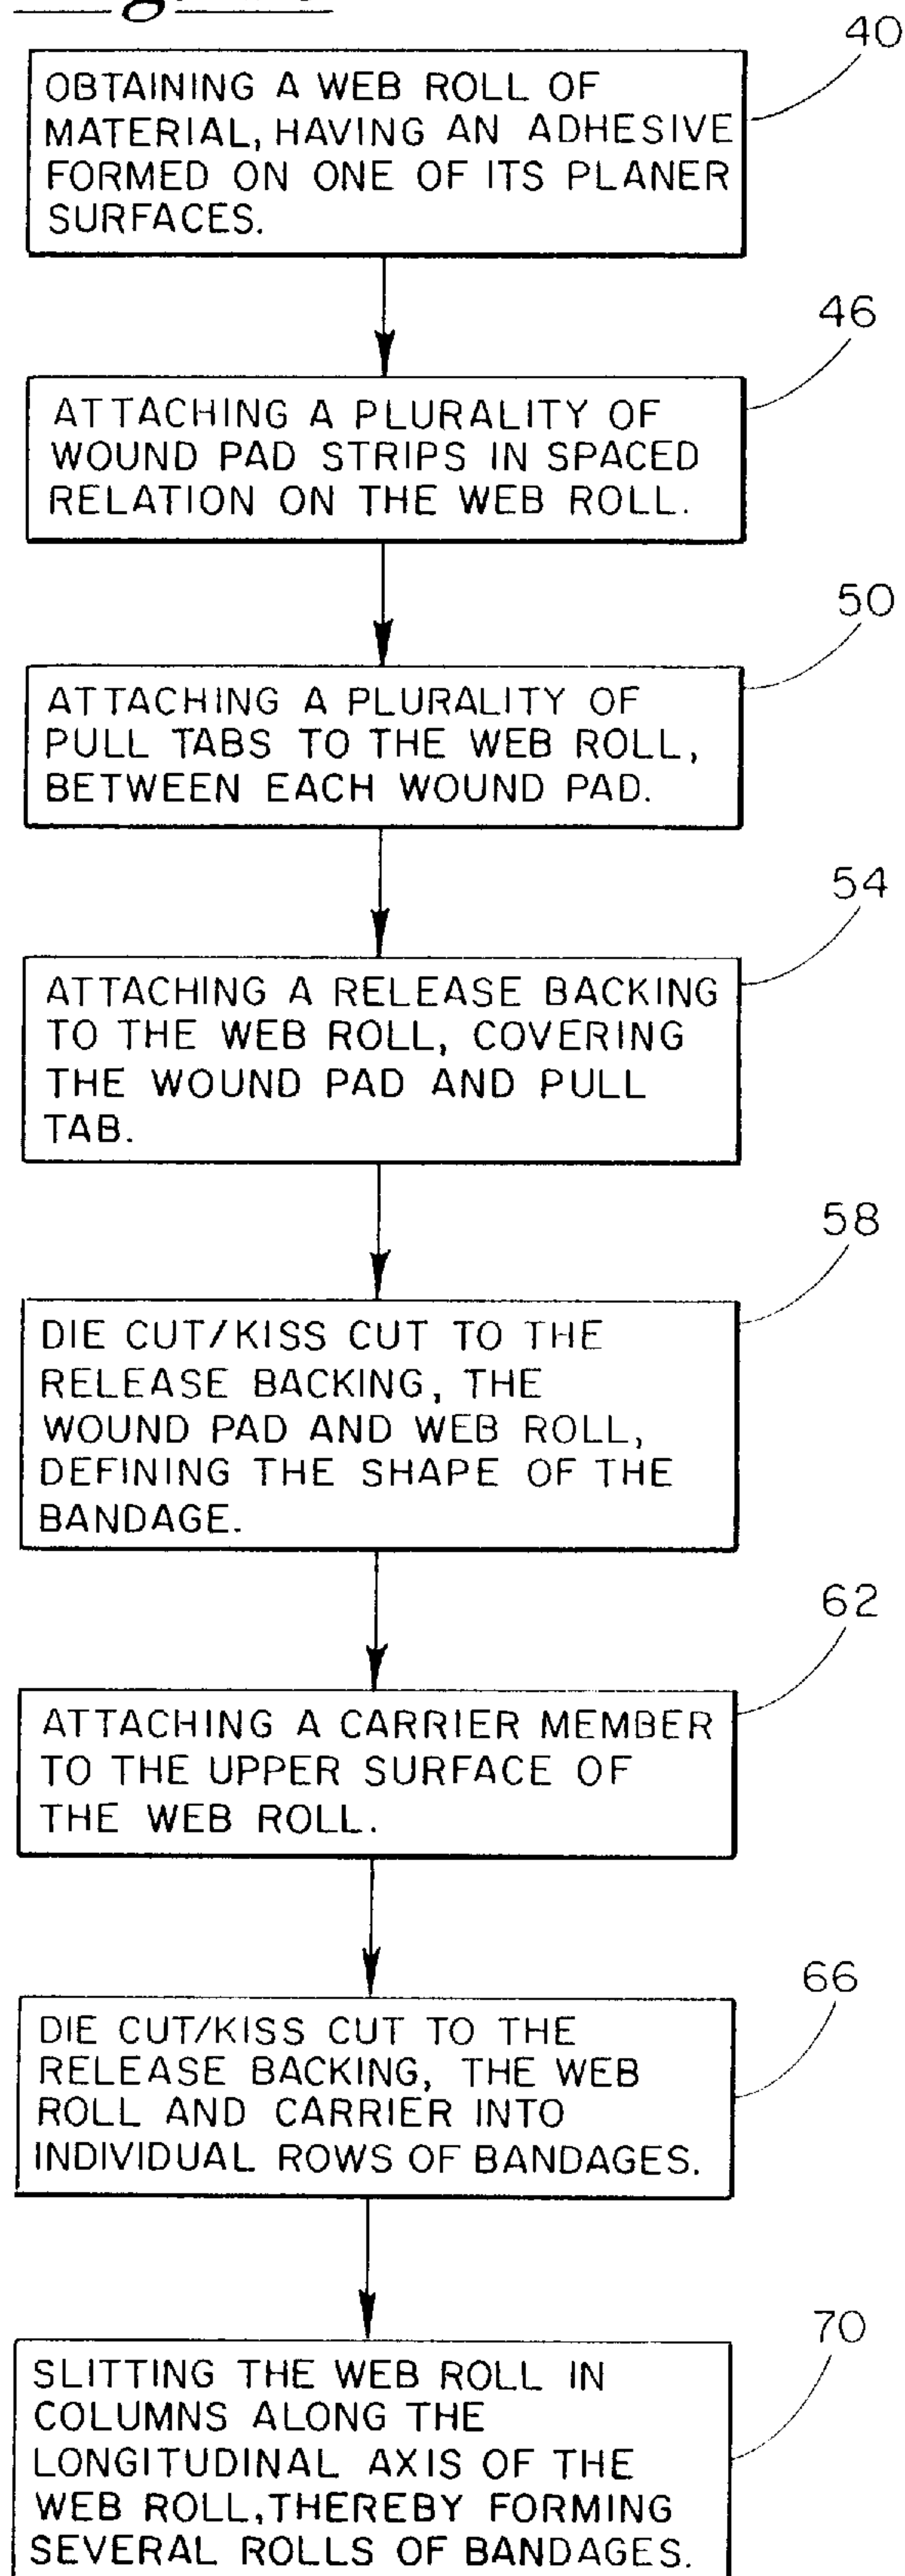 40
OBTAINING A WEB ROLL OF
MATERIAL, HAVING AN ADHESIVE
FORMED ON ONE OF ITS PLANER
SURFACES.
46
ATTACHING A PLURALITY OF
WOUND PAD STRIPS IN SPACED
RELATION ON THE WEB ROLL.
50
ATTACHING A PLURALITY OF
PULL TABS TO THE WEB ROLL,
BETWEEN EACH WOUND PAD.
54
ATTACHING A RELEASE BACKING
TO THE WEB ROLL, COVERING
THE WOUND PAD AND PULL
TAB.
58
DIE CUT/KISS CUT TO THE
RELEASE BACKING, THE
WOUND PAD AND WEB ROLL,
DEFINING THE SHAPE OF THE
BANDAGE.
62
ATTACHING A CARRIER MEMBER
TO THE UPPER SURFACE OF
THE WEB ROLL.
66
DIE CUT/KISS CUT TO THE
RELEASE BACKING, THE WEB
ROLL AND CARRIER INTO
INDIVIDUAL ROWS OF BANDAGES.
70
SLITTING THE WEB ROLL IN
COLUMNS ALONG THE
LONGITUDINAL AXIS OF THE
WEB ROLL,THEREBY FORMING
SEVERAL ROLLS OF BANDAGES.